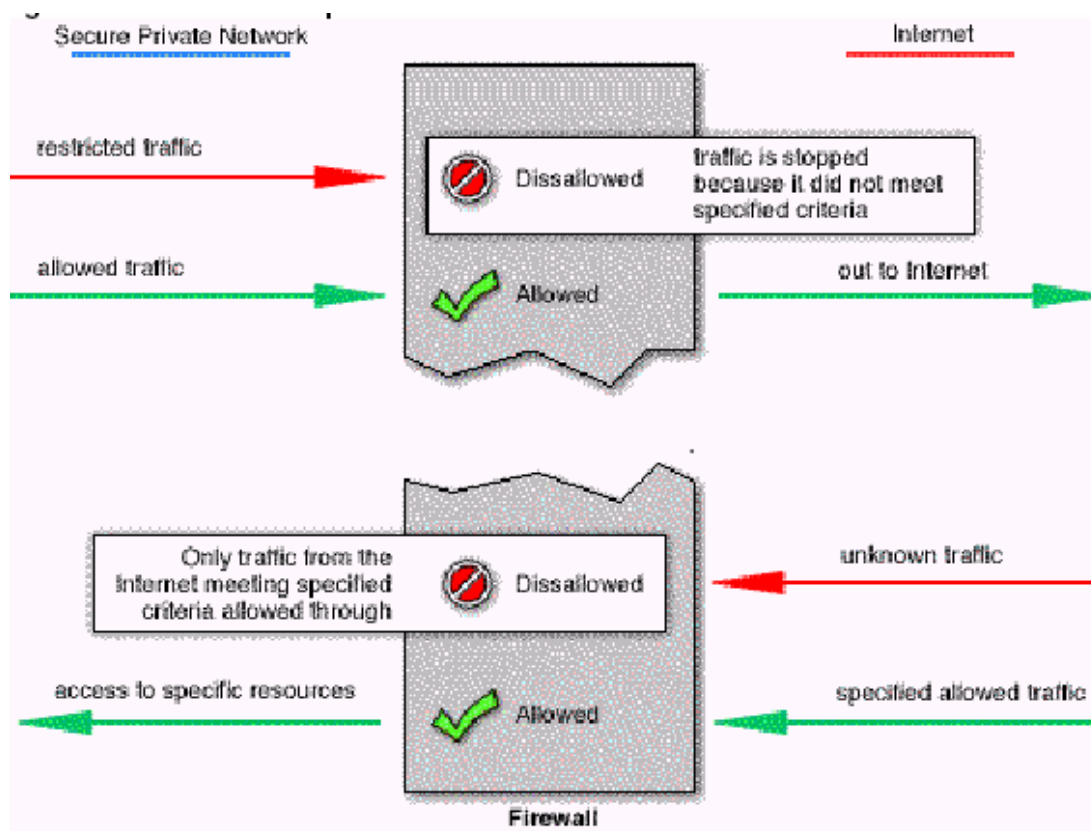 Secure Private Network
Internet
restricted traffic
Dissallowed
traffic is stopped
because it did not meet
specified criteria
allowed traffic
Allowed
out to Internet
Only traffic from the
Internet meeting specified
criteria allowed through
Dissallowed
unknown traffic
access to specific resources
Allowed
specified allowed traffic
Firewall